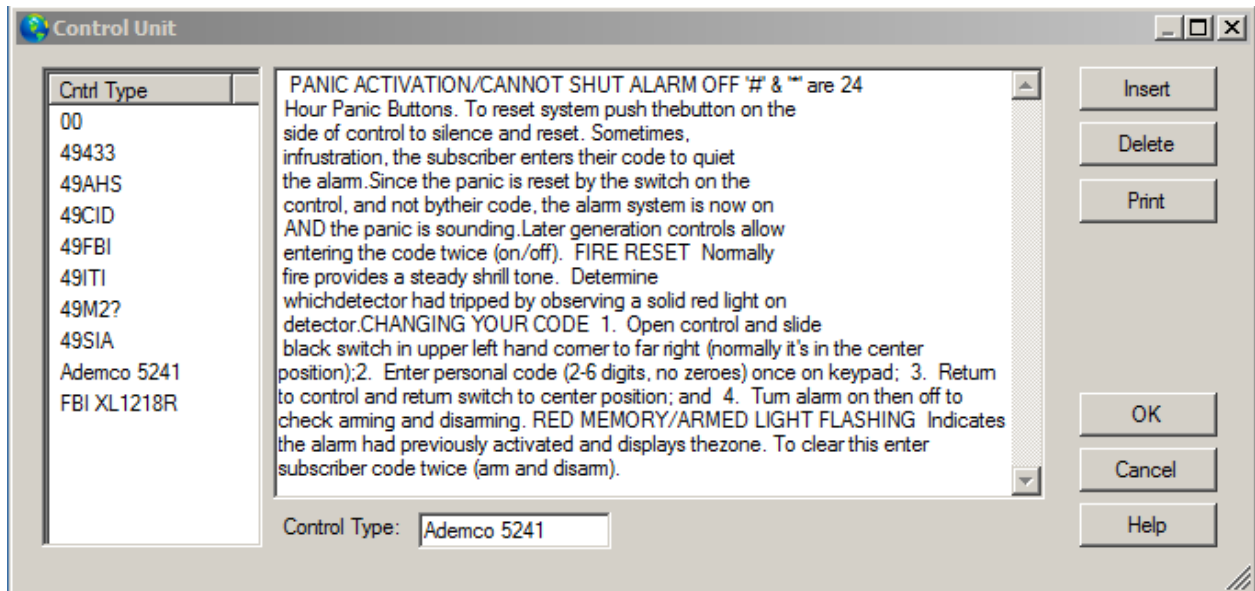 Control Unit
Cntrl Type
00
49433
49AHS
49CID
49FBI
49ITI
49M2?
49SIA
Ademco 5241
FBI XL1218R
PANIC ACTIVATION/CANNOT SHUT ALARM OFF '#' & '*' are 24
Hour Panic Buttons. To reset system push thebutton on the
side of control to silence and reset. Sometimes,
infrustration, the subscriber enters their code to quiet
the alarm.Since the panic is reset by the switch on the
control, and not bytheir code, the alarm system is now on
AND the panic is sounding.Later generation controls allow
entering the code twice (on/off).  FIRE RESET  Normally
fire provides a steady shrill tone.  Determine
whichdetector had tripped by observing a solid red light on
detector.CHANGING YOUR CODE  1.  Open control and slide
black switch in upper left hand corner to far right (normally it's in the center
position);2.  Enter personal code (2-6 digits, no zeroes) once on keypad;  3.  Return
to control and return switch to center position; and  4.  Turn alarm on then off to
check arming and disarming. RED MEMORY/ARMED LIGHT FLASHING  Indicates
the alarm had previously activated and displays thezone. To clear this enter
subscriber code twice (arm and disarm).
Control Type: Ademco 5241
Insert
Delete
Print
OK
Cancel
Help